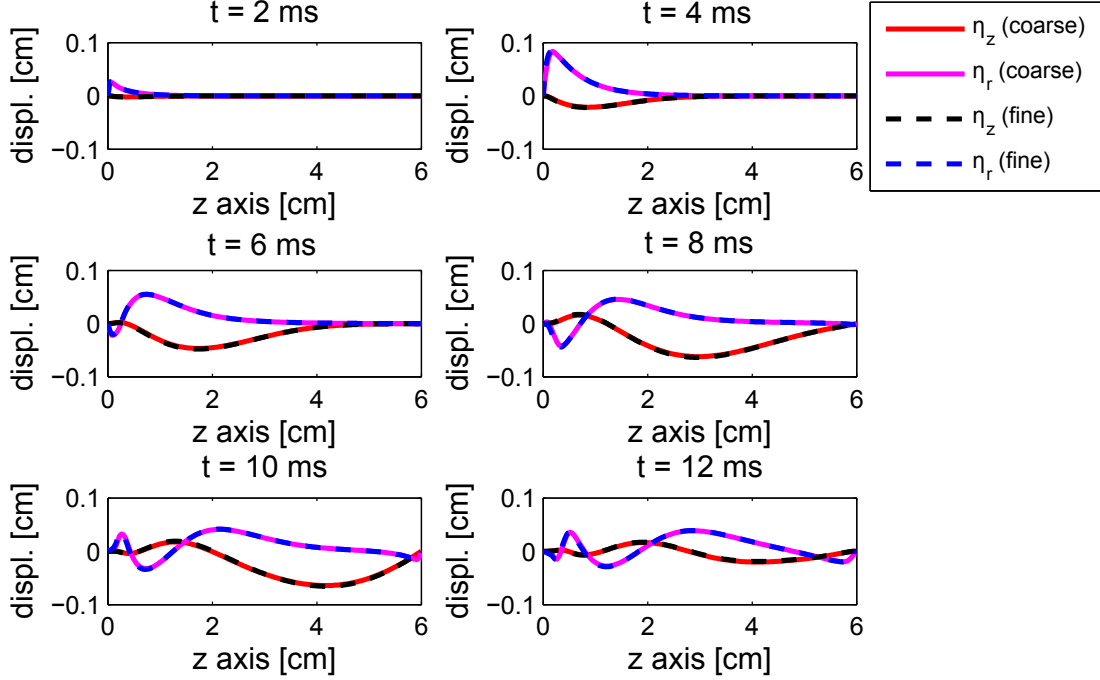 t = 2 ms
t = 4 ms
0.1
0
−0.1
displ. [cm]
0 2 4 6
z axis [cm]
0.1
0
−0.1
displ. [cm]
0 2 4 6
z axis [cm]
η_z (coarse)
η_r (coarse)
η_z (fine)
η_r (fine)
t = 6 ms
t = 8 ms
0.1
0
−0.1
displ. [cm]
0 2 4 6
z axis [cm]
0.1
0
−0.1
displ. [cm]
0 2 4 6
z axis [cm]
t = 10 ms
t = 12 ms
0.1
0
−0.1
displ. [cm]
0 2 4 6
z axis [cm]
0.1
0
−0.1
displ. [cm]
0 2 4 6
z axis [cm]